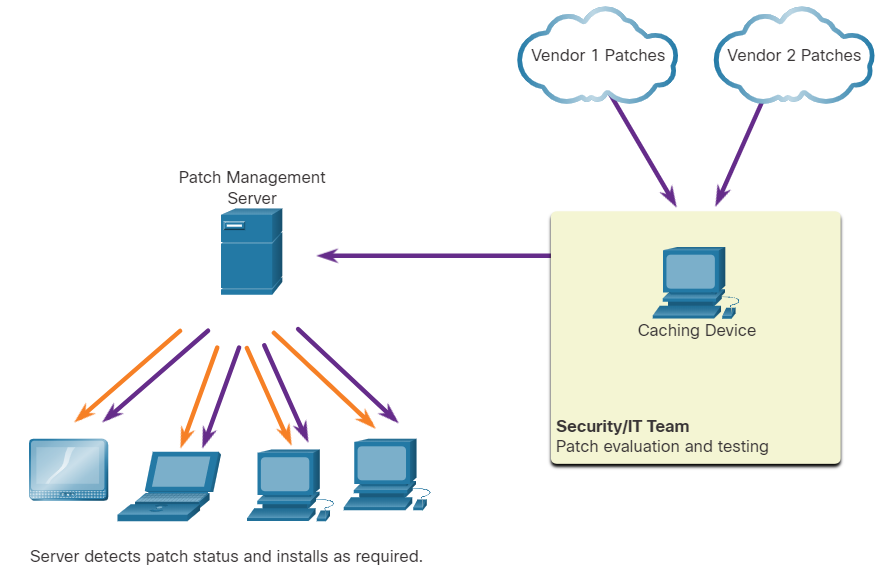 Vendor 1 Patches
Vendor 2 Patches
Patch Management
Server
Caching Device
Security/IT Team
Patch evaluation and testing
Server detects patch status and installs as required.